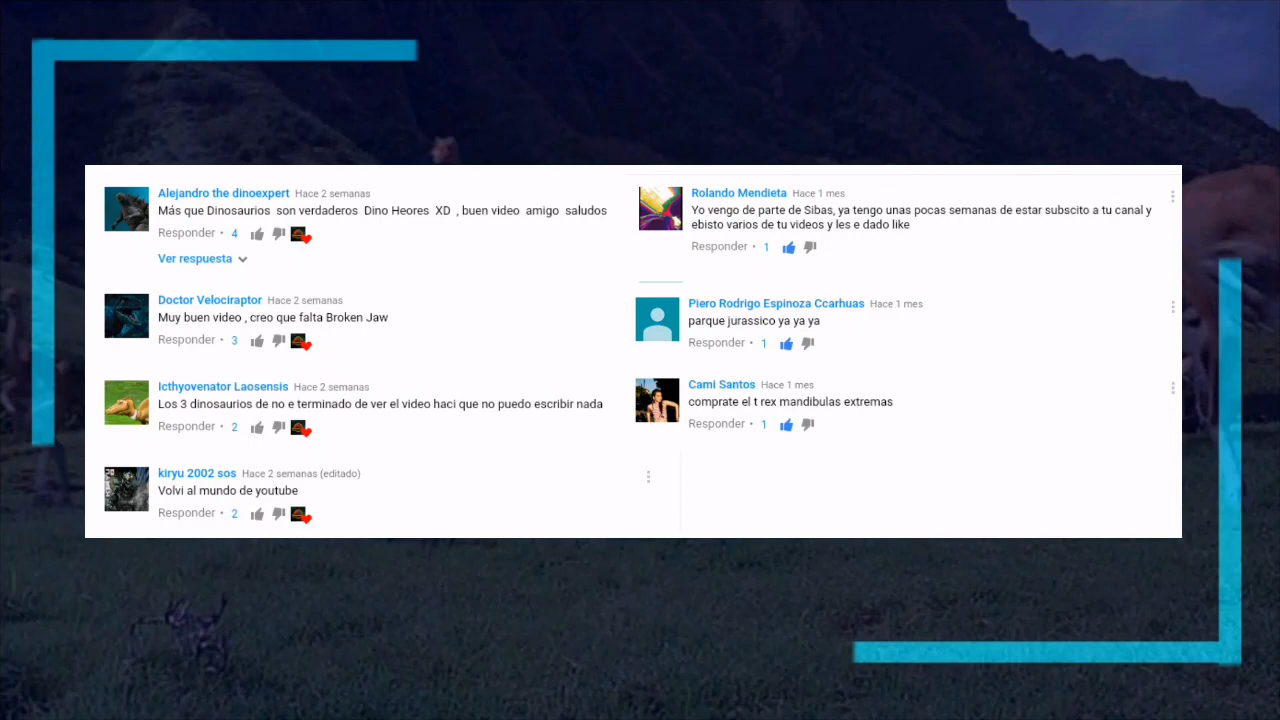 Alejandro the dinoexpert Hace 2 semanas
Más que Dinosaurios son verdaderos Dino Heores XD , buen video amigo saludos
Responder • 4
Ver respuesta
Doctor Velociraptor Hace 2 semanas
Muy buen video , creo que falta Broken Jaw
Responder • 3
Icthyovenator Laosensis Hace 2 semanas
Los 3 dinosaurios de no e terminado de ver el video haci que no puedo escribir nada
Responder • 2
kiryu 2002 sos Hace 2 semanas (editado)
Volvi al mundo de youtube
Responder • 2
Rolando Mendieta Hace 1 mes
Yo vengo de parte de Sibas, ya tengo unas pocas semanas de estar subscito a tu canal y
ebisto varios de tu videos y les e dado like
Responder • 1
Piero Rodrigo Espinoza Ccarhuas Hace 1 mes
parque jurassico ya ya ya
Responder • 1
Cami Santos Hace 1 mes
comprate el t rex mandibulas extremas
Responder • 1